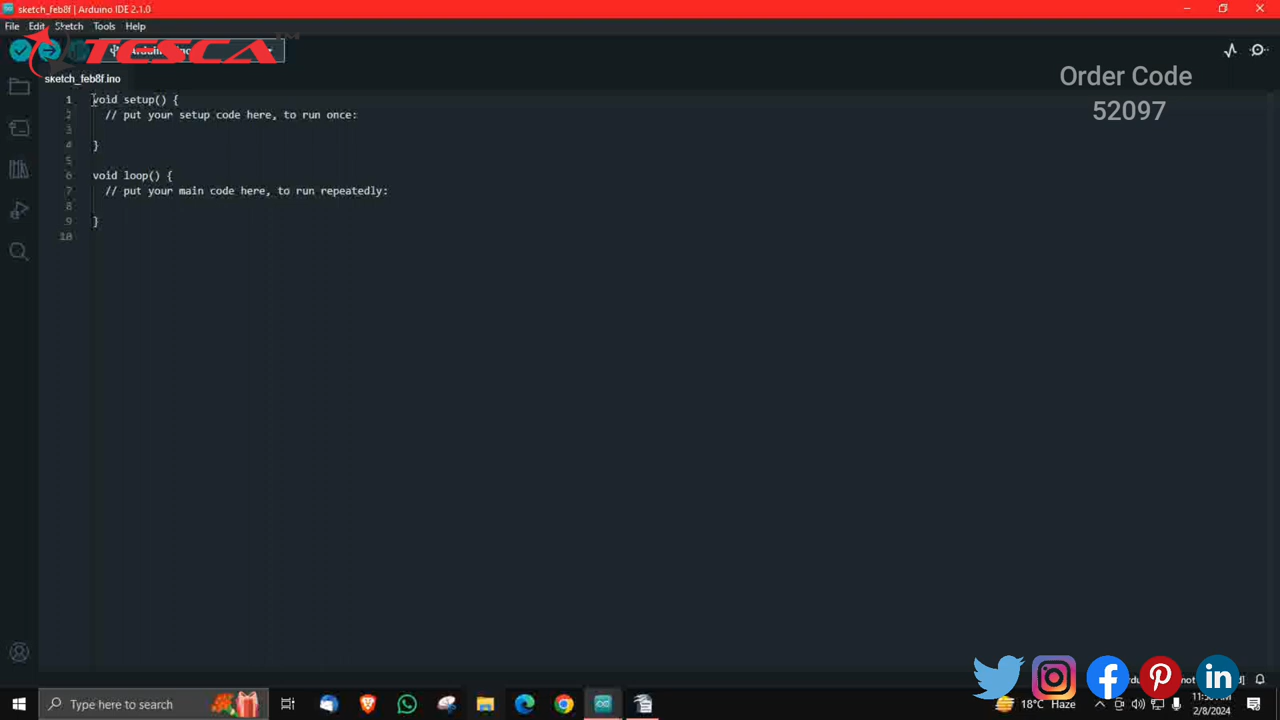 sketch_feb8f | Arduino IDE 2.1.0
File Edit Sketch Tools Help
TESCA
TM
sketch_feb8f.ino
Order Code
52097
1 void setup() {
2 // put your setup code here, to run once:
3
4 }
5
6 void loop() {
7 // put your main code here, to run repeatedly:
8
9 }
10
Type here to search
18°C Haze
2/8/2024